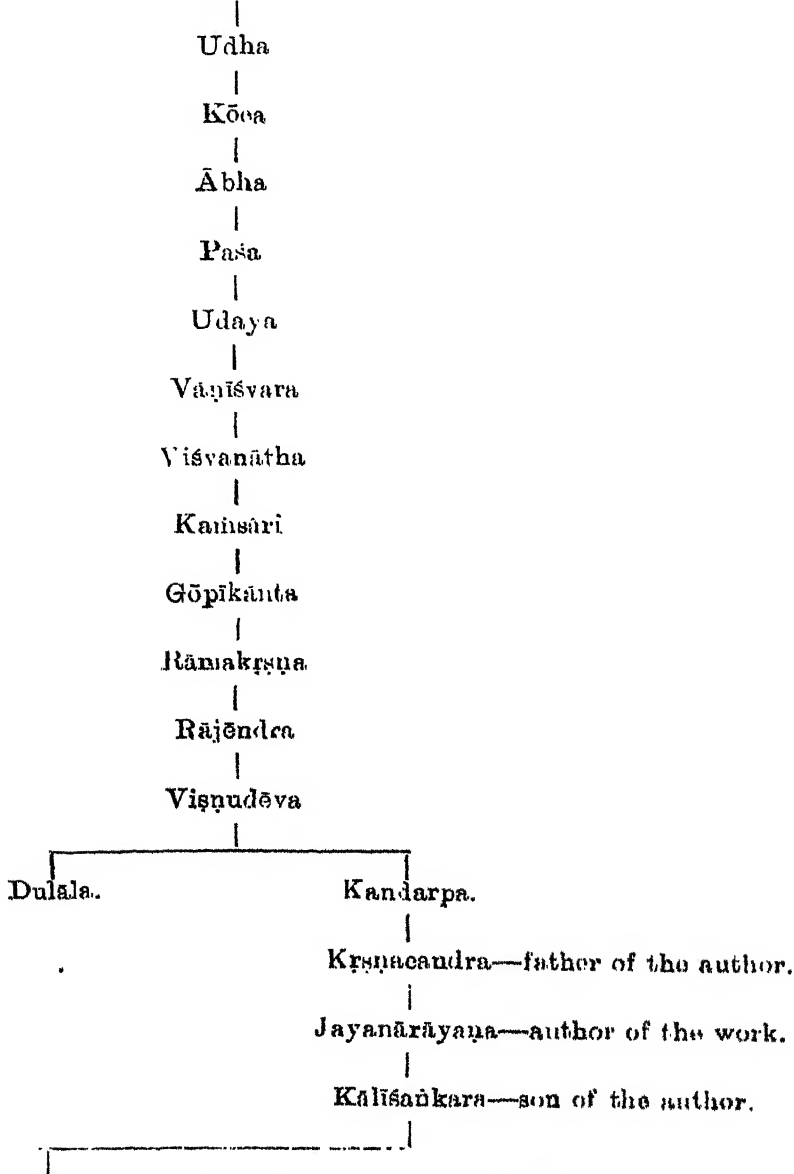 Udha
Kōca
Ābha
Paśa
Udaya
Vāṇīśvara
Viśvanātha
Kaṁsāri
Gōpīkānta
Rāmakṛṣṇa
Rājēndra
Viṣṇudēva
Dulāla. Kandarpa.
Kṛṣṇacandra—father of the author.
Jayanārāyaṇa—author of the work.
Kālīśaṅkara—son of the author.